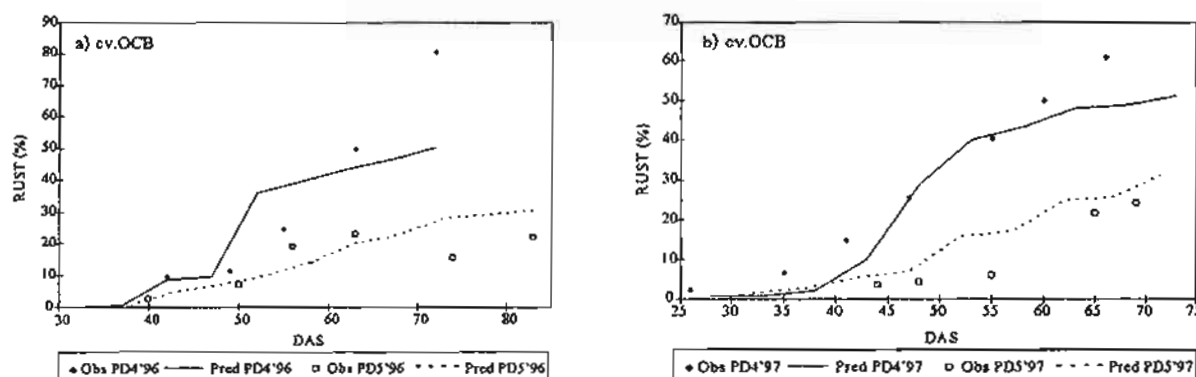 a) cv.OCB
RUST (%)
90
80
70
60
50
40
30
20
10
0
30 40 50 60 70 80
DAS
Obs PD4'96 Pred PD4'96 Obs PD5'96 Pred PD5'96
b) cv.OCB
RUST (%)
70
60
50
40
30
20
10
0
25 30 35 40 45 50 55 60 65 70
DAS
Obs PD4'97 Pred PD4'97 Obs PD5'97 Pred PD5'97